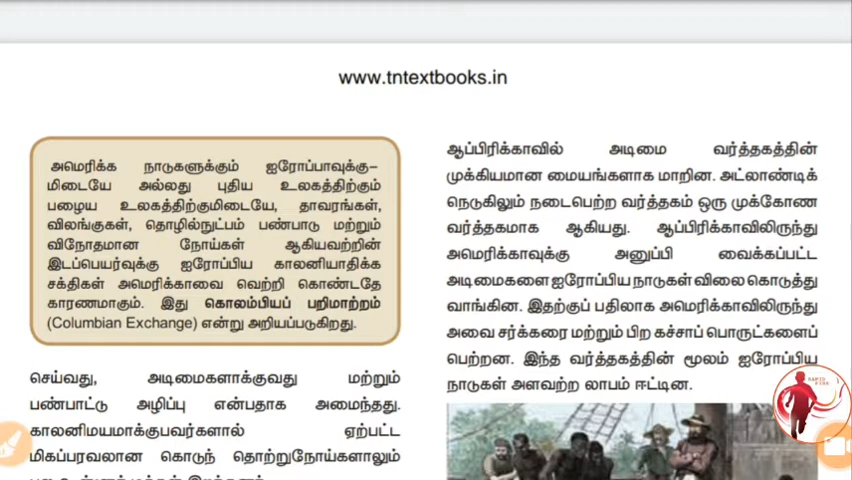 www.tntextbooks.in
அமெரிக்க நாடுகளுக்கும் ஐரோப்பாவுக்கு–
மிடையே அல்லது புதிய உலகத்திற்கும்
பழைய உலகத்திற்குமிடையே, தாவரங்கள்,
விலங்குகள், தொழில்நுட்பம் பண்பாடு மற்றும்
வினோதமான நோய்கள் ஆகியவற்றின்
இடப்பெயர்வுக்கு ஐரோப்பிய காலனியாதிக்க
சக்திகள் அமெரிக்காவை வெற்றி கொண்டதே
காரணமாகும். இது கொலம்பியப் பறிமாற்றம்
(Columbian Exchange) என்று அறியப்படுகிறது.
செய்வது, அடிமைகளாக்குவது மற்றும்
பண்பாட்டு அழிப்பு என்பதாக அமைந்தது.
காலனிமயமாக்குபவர்களால் ஏற்பட்ட
மிகப்பரவலான கொடுந் தொற்றுநோய்களாலும்
ஆப்பிரிக்காவில் அடிமை வர்த்தகத்தின்
முக்கியமான மையங்களாக மாறின. அட்லாண்டிக்
நெடுகிலும் நடைபெற்ற வர்த்தகம் ஒரு முக்கோண
வர்த்தகமாக ஆகியது. ஆப்பிரிக்காவிலிருந்து
அமெரிக்காவுக்கு அனுப்பி வைக்கப்பட்ட
அடிமைகளை ஐரோப்பிய நாடுகள் விலை கொடுத்து
வாங்கின. இதற்குப் பதிலாக அமெரிக்காவிலிருந்து
அவை சர்க்கரை மற்றும் பிற கச்சாப் பொருட்களைப்
பெற்றன. இந்த வர்த்தகத்தின் மூலம் ஐரோப்பிய
நாடுகள் அளவற்ற லாபம் ஈட்டின.